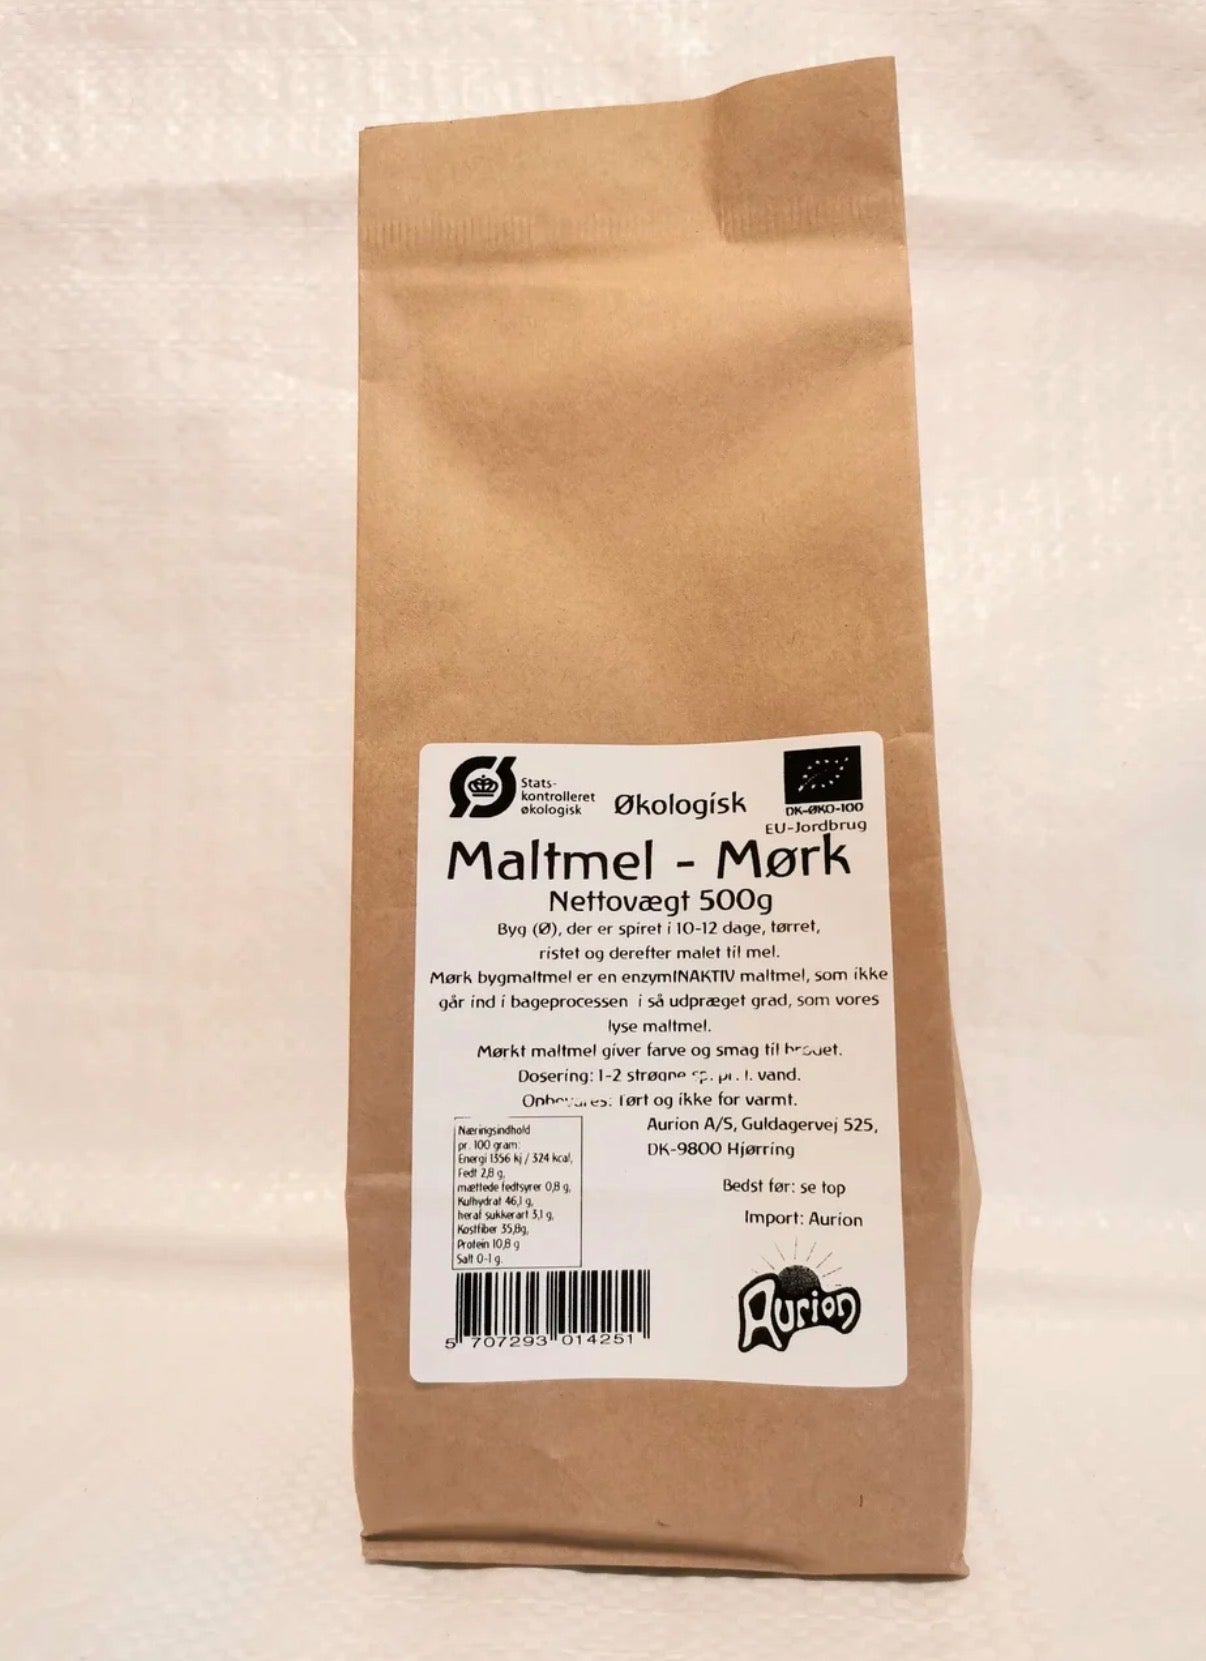 Stats-
kontrolleret
økologisk
Økologisk
DK-ØKO-100
EU-Jordbrug
Maltmel - Mørk
Nettovægt 500g
Byg (Ø), der er spiret i 10-12 dage, tørret,
ristet og derefter malet til mel.
Mørk bygmaltmel er en enzymINAKTIV maltmel, som ikke
går ind i bageprocessen i så udpræget grad, som vores
lyse maltmel.
Mørkt maltmel giver farve og smag til
Dosering: 1-2 l. vand.
og ikke for varmt.
Aurion A/S, Guldagervej 525,
DK-9800 Hjørring
Bedst før: se top
Import: Aurion
Næringsindhold
pr. 100 gram:
Energi 1356 kj / 324 kcal,
Fedt 2,8 g,
mættede fedtsyrer 0,8 g,
Kulhydrat 46,1 g,
heraf sukkerart 3,1 g,
Kostfiber 35,8g,
Protein 10,8 g
Salt 0-1 g.
5 707293 014251
Aurion